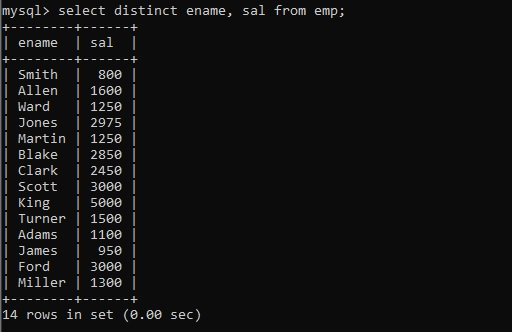 mysql> select distinct ename, sal from emp;
+--------+------+
| ename  | sal  |
+--------+------+
| Smith  |  800 |
| Allen  | 1600 |
| Ward   | 1250 |
| Jones  | 2975 |
| Martin | 1250 |
| Blake  | 2850 |
| Clark  | 2450 |
| Scott  | 3000 |
| King   | 5000 |
| Turner | 1500 |
| Adams  | 1100 |
| James  |  950 |
| Ford   | 3000 |
| Miller | 1300 |
+--------+------+
14 rows in set (0.00 sec)